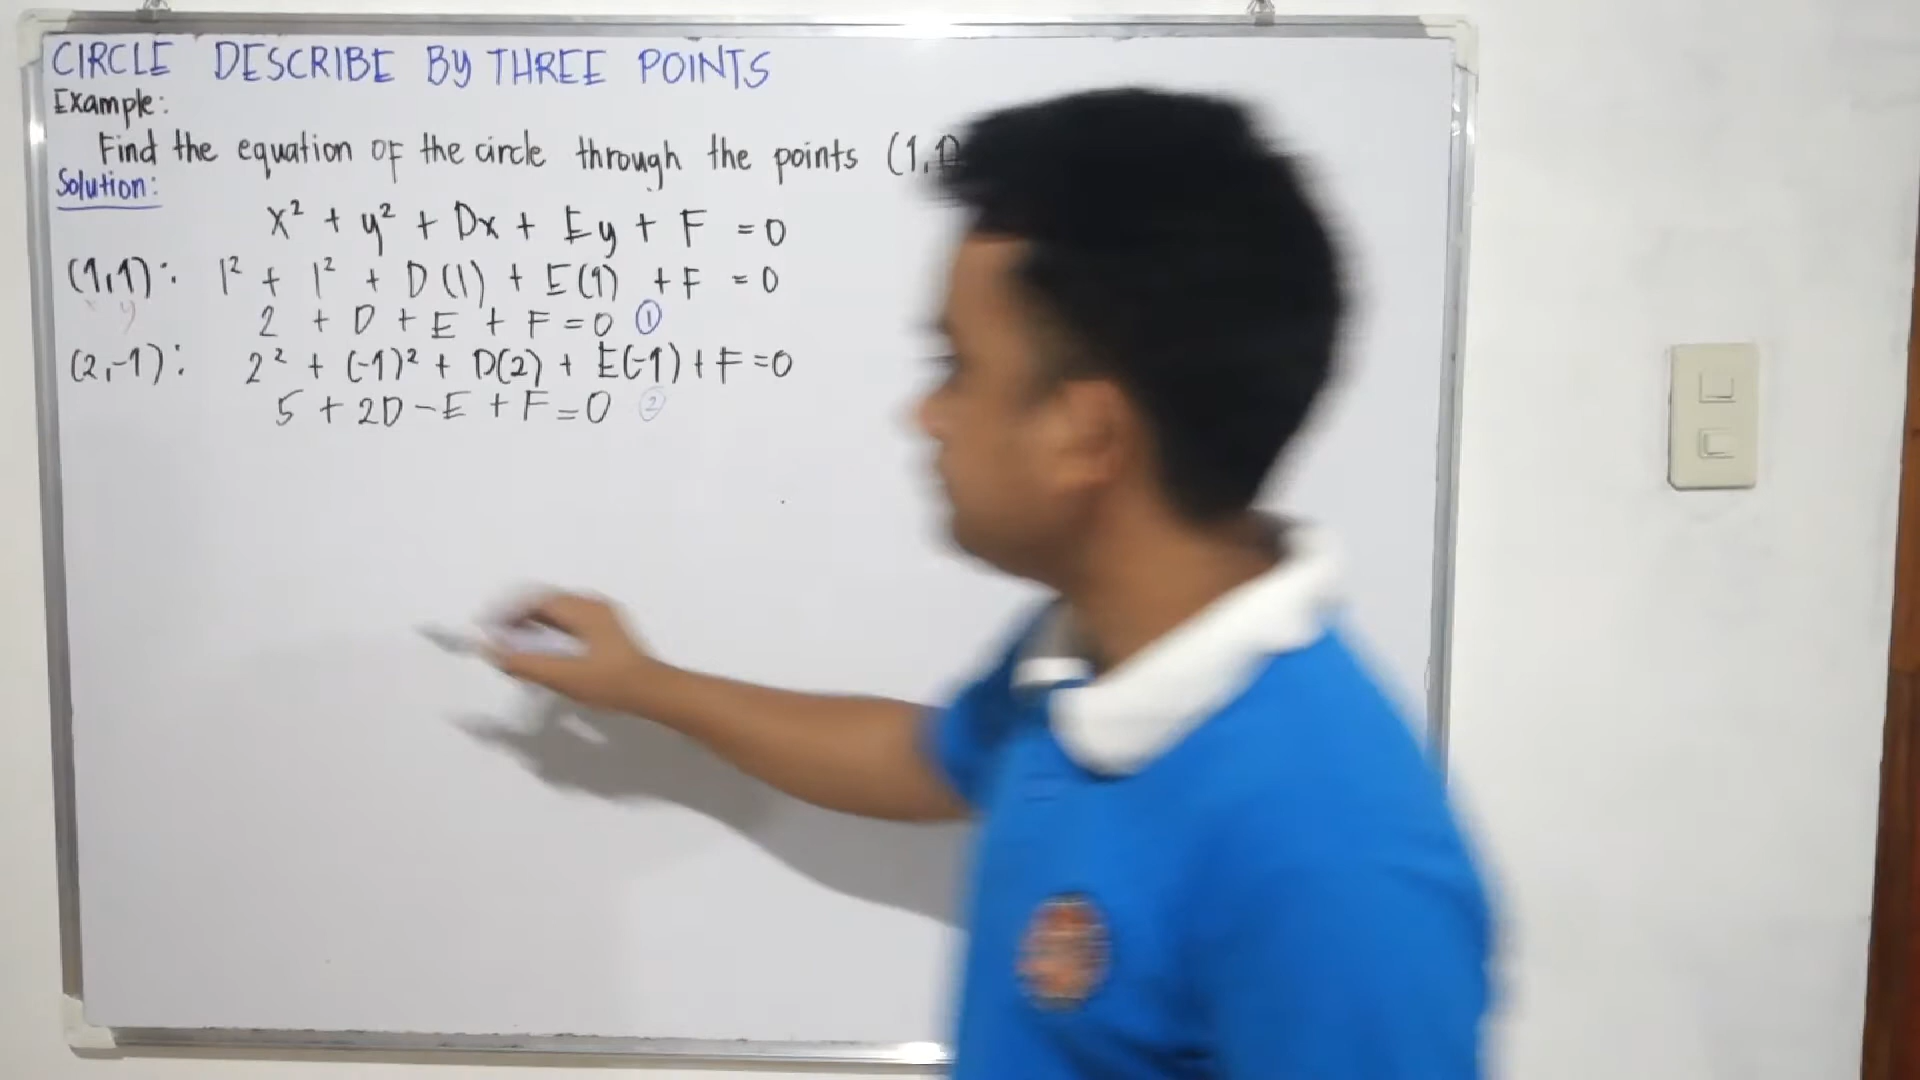 CIRCLE DESCRIBE BY THREE POINTS
Example:
Find the equation of the circle through the points (1,1)
Solution:
x² + y² + Dx + Ey + F = 0
(1,1): 1² + 1² + D(1) + E(1) + F = 0
x y
2 + D + E + F = 0 ①
(2,-1): 2² + (-1)² + D(2) + E(-1) + F = 0
5 + 2D - E + F = 0 ②